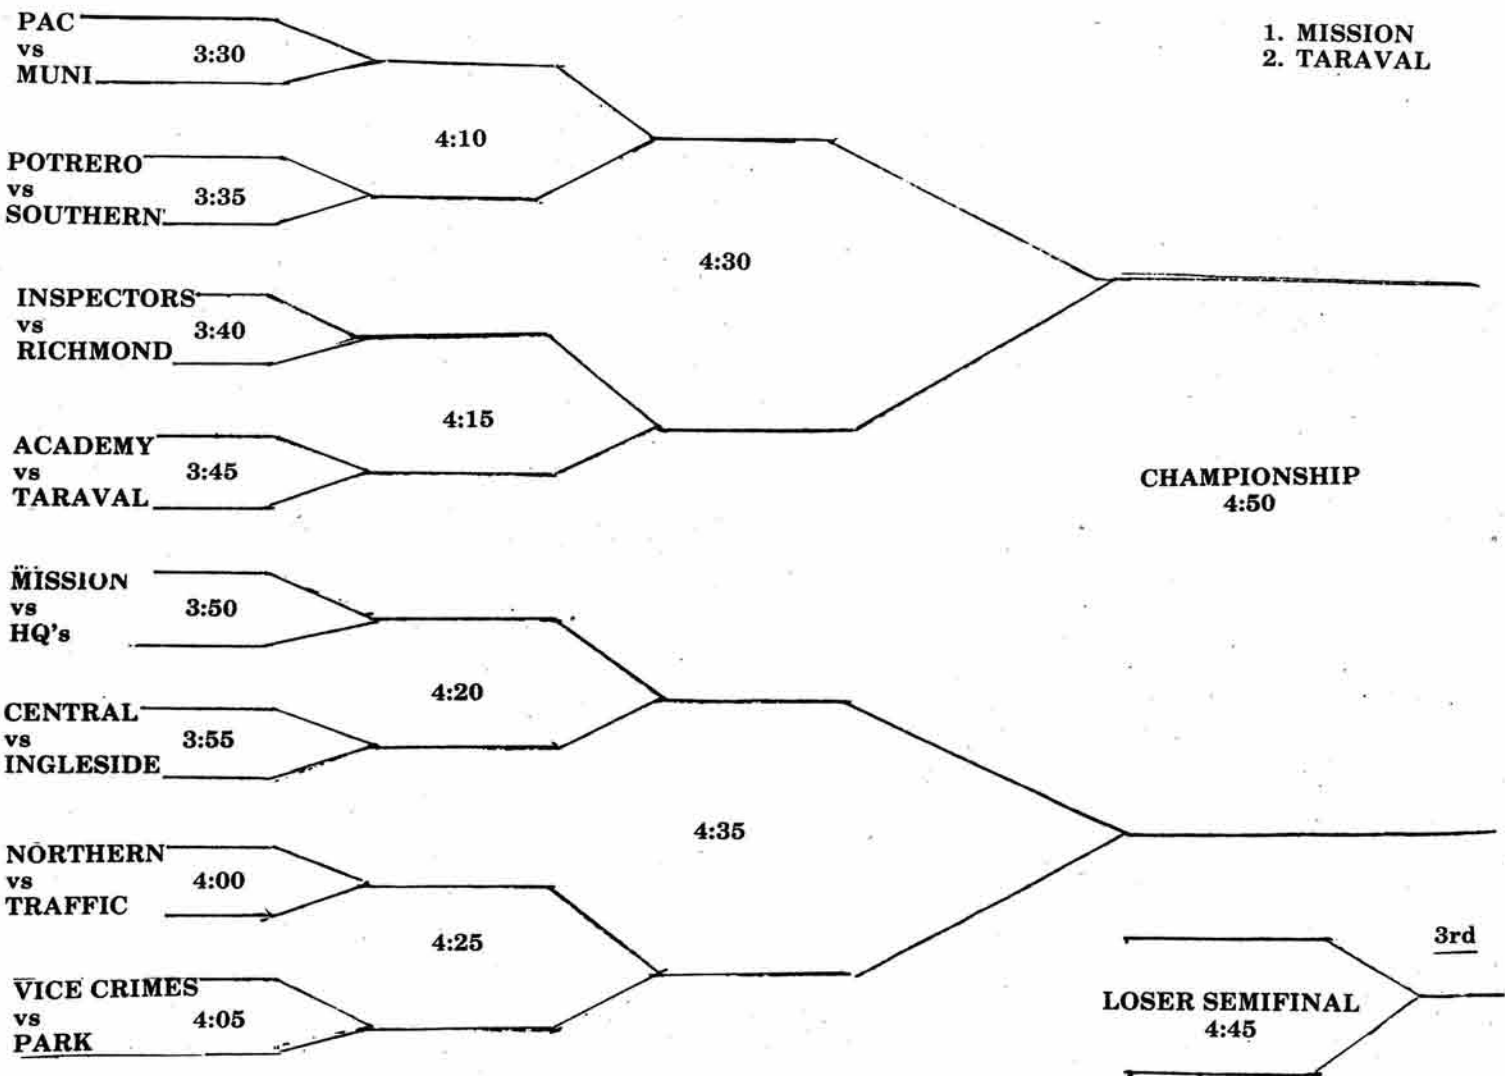 PAC
vs
MUNI
3:30
1. MISSION
2. TARAVAL
4:10
POTRERO
vs
SOUTHERN
3:35
4:30
INSPECTORS
vs
RICHMOND
3:40
4:15
ACADEMY
vs
TARAVAL
3:45
CHAMPIONSHIP
4:50
MISSION
vs
HQ's
3:50
4:20
CENTRAL
vs
INGLESIDE
3:55
4:35
NORTHERN
vs
TRAFFIC
4:00
4:25
VICE CRIMES
vs
PARK
4:05
3rd
LOSER SEMIFINAL
4:45